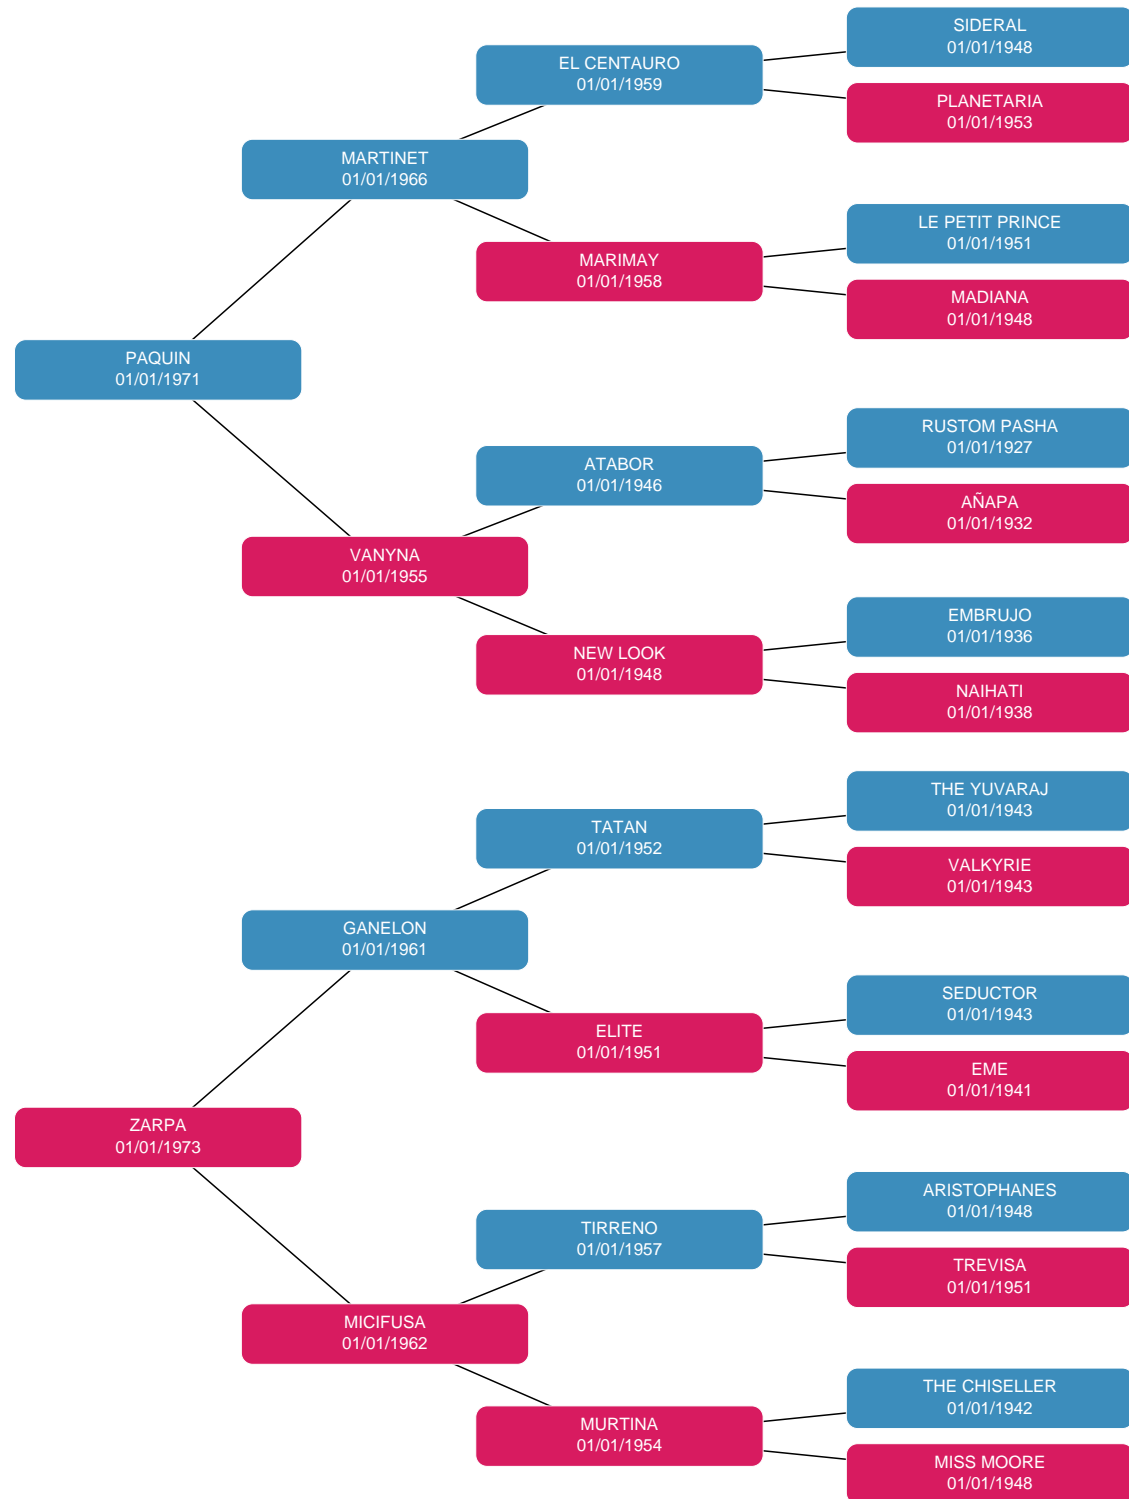 SIDERAL
01/01/1948
EL CENTAURO
01/01/1959
PLANETARIA
01/01/1953
MARTINET
01/01/1966
LE PETIT PRINCE
01/01/1951
MARIMAY
01/01/1958
MADIANA
01/01/1948
PAQUIN
01/01/1971
RUSTOM PASHA
01/01/1927
ATABOR
01/01/1946
AÑAPA
01/01/1932
VANYNA
01/01/1955
EMBRUJO
01/01/1936
NEW LOOK
01/01/1948
NAIHATI
01/01/1938
THE YUVARAJ
01/01/1943
TATAN
01/01/1952
VALKYRIE
01/01/1943
GANELON
01/01/1961
SEDUCTOR
01/01/1943
ELITE
01/01/1951
EME
01/01/1941
ZARPA
01/01/1973
ARISTOPHANES
01/01/1948
TIRRENO
01/01/1957
TREVISA
01/01/1951
MICIFUSA
01/01/1962
THE CHISELLER
01/01/1942
MURTINA
01/01/1954
MISS MOORE
01/01/1948